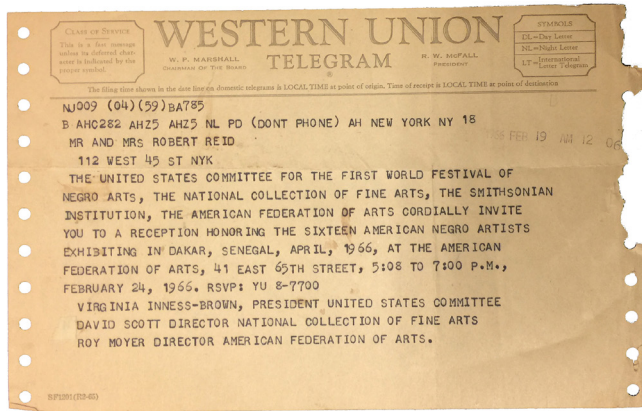 CLASS OF SERVICE
This is a fast message
unless its deferred char-
acter is indicated by the
proper symbol.
WESTERN UNION
TELEGRAM
W. P. MARSHALL
CHAIRMAN OF THE BOARD
R. W. McFALL
PRESIDENT
SYMBOLS
DL=Day Letter
NL=Night Letter
LT=International Letter Telegram
The filing time shown in the date line on domestic telegrams is LOCAL TIME at point of origin. Time of receipt is LOCAL TIME at point of destination
NJ009 (04)(59)BA785
B AHC282 AHZ5 AHZ5 NL PD (DONT PHONE) AH NEW YORK NY 18
FEB 19 AM 12 06
MR AND MRS ROBERT REID
112 WEST 45 ST NYK
THE UNITED STATES COMMITTEE FOR THE FIRST WORLD FESTIVAL OF
NEGRO ARTS, THE NATIONAL COLLECTION OF FINE ARTS, THE SMITHSONIAN
INSTITUTION, THE AMERICAN FEDERATION OF ARTS CORDIALLY INVITE
YOU TO A RECEPTION HONORING THE SIXTEEN AMERICAN NEGRO ARTISTS
EXHIBITING IN DAKAR, SENEGAL, APRIL, 1966, AT THE AMERICAN
FEDERATION OF ARTS, 41 EAST 65TH STREET, 5:08 TO 7:00 P.M.,
FEBRUARY 24, 1966. RSVP: YU 8-7700
VIRGINIA INNESS-BROWN, PRESIDENT UNITED STATES COMMITTEE
DAVID SCOTT DIRECTOR NATIONAL COLLECTION OF FINE ARTS
ROY MOYER DIRECTOR AMERICAN FEDERATION OF ARTS.